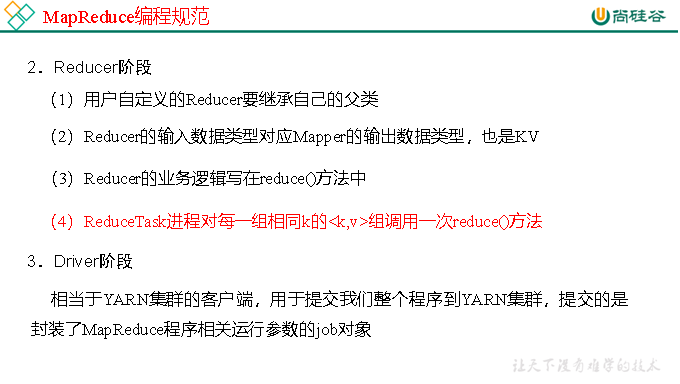 MapReduce编程规范
尚硅谷
2．Reducer阶段
（1）用户自定义的Reducer要继承自己的父类
（2）Reducer的输入数据类型对应Mapper的输出数据类型，也是KV
（3）Reducer的业务逻辑写在reduce()方法中
（4）ReduceTask进程对每一组相同k的<k,v>组调用一次reduce()方法
3．Driver阶段
相当于YARN集群的客户端，用于提交我们整个程序到YARN集群，提交的是
封装了MapReduce程序相关运行参数的job对象
让天下没有难学的技术